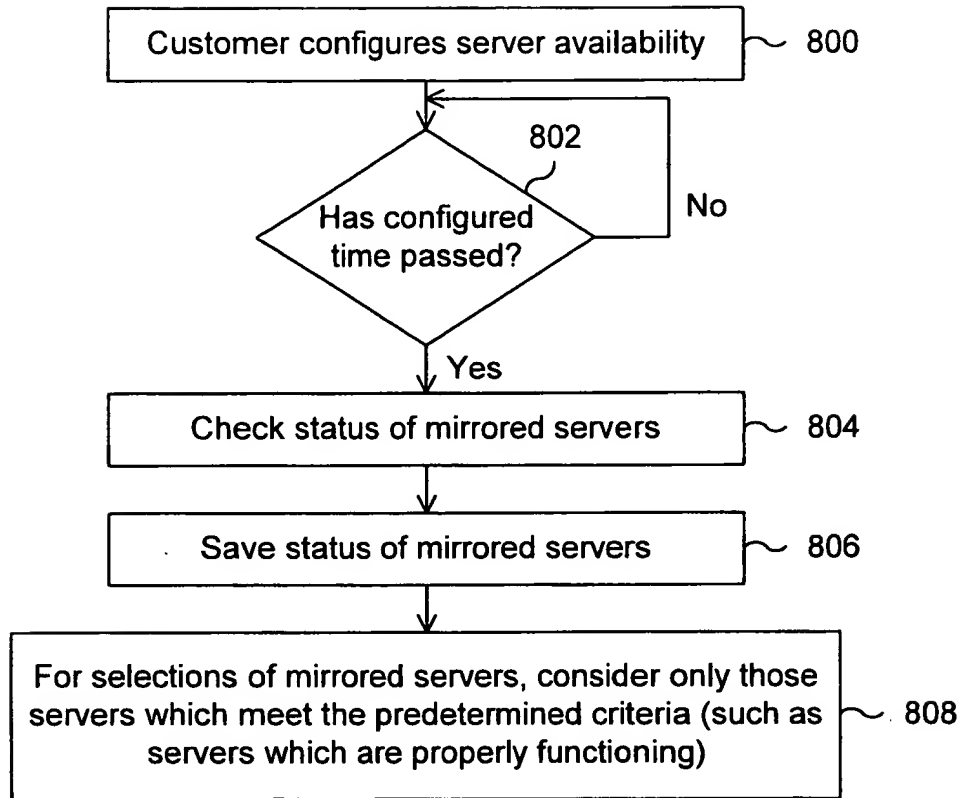 Customer configures server availability 800
802
Has configured
time passed?
No
Yes
Check status of mirrored servers 804
Save status of mirrored servers 806
For selections of mirrored servers, consider only those
servers which meet the predetermined criteria (such as
servers which are properly functioning)
808